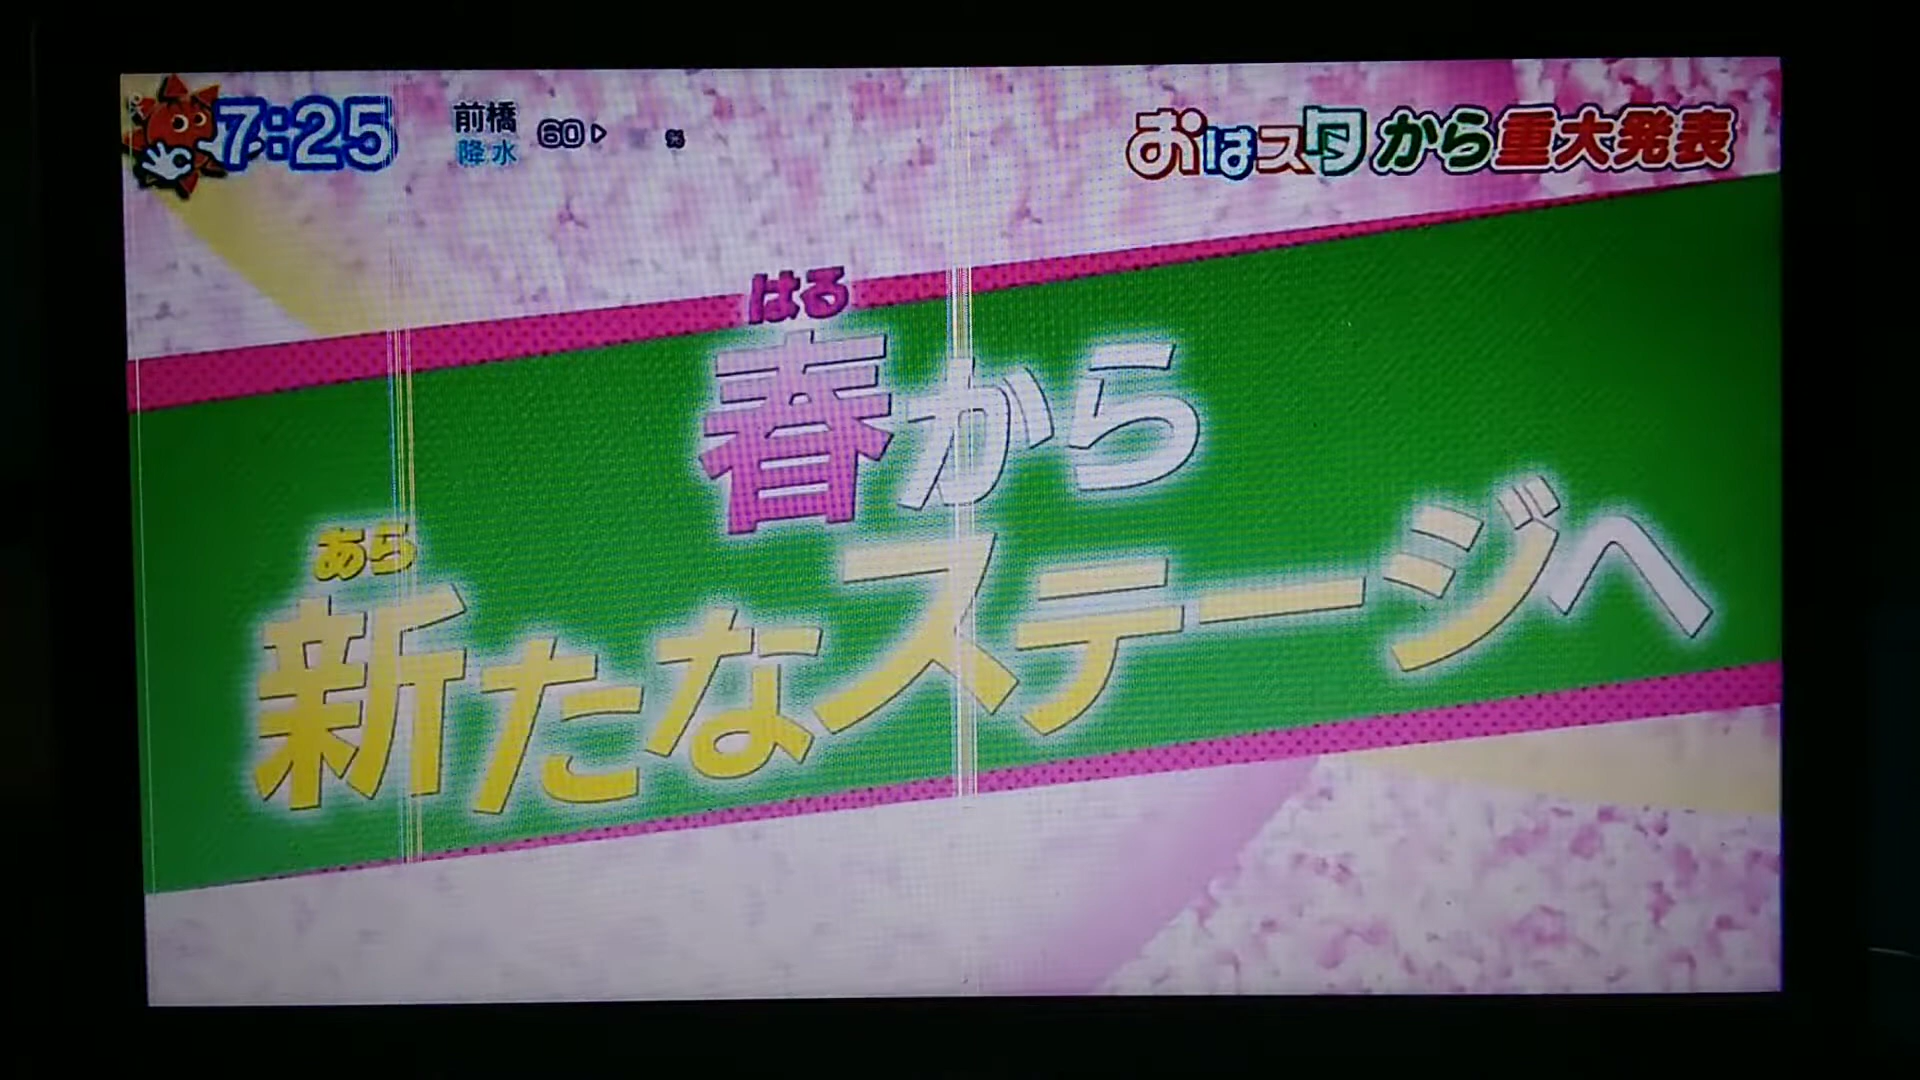 7:25
前橋
降水
60
%
おはスタから重大発表
はる
春から
あら
新たなステージへ